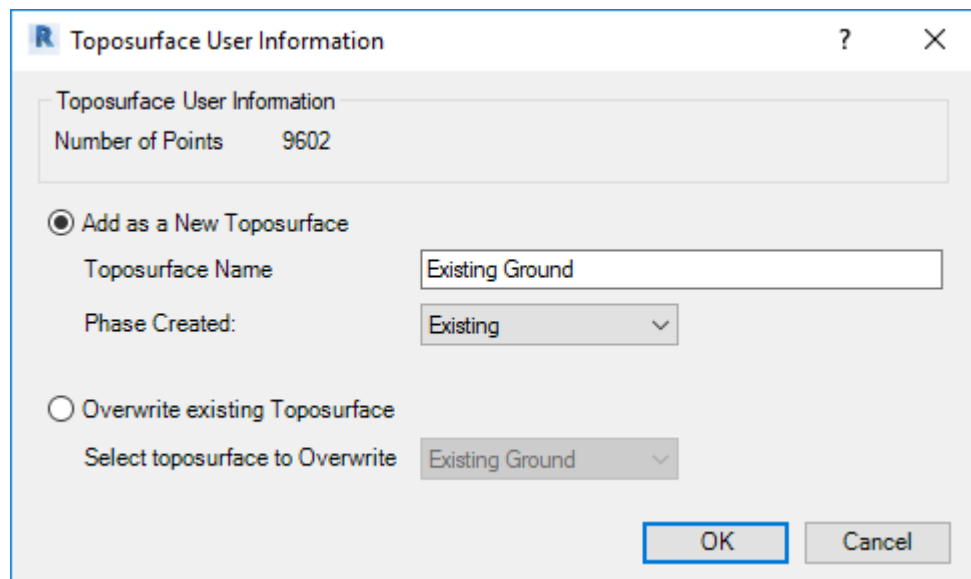 R Toposurface User Information ? X
Toposurface User Information
Number of Points 9602
Add as a New Toposurface
Toposurface Name Existing Ground
Phase Created: Existing
Overwrite existing Toposurface
Select toposurface to Overwrite Existing Ground
OK Cancel